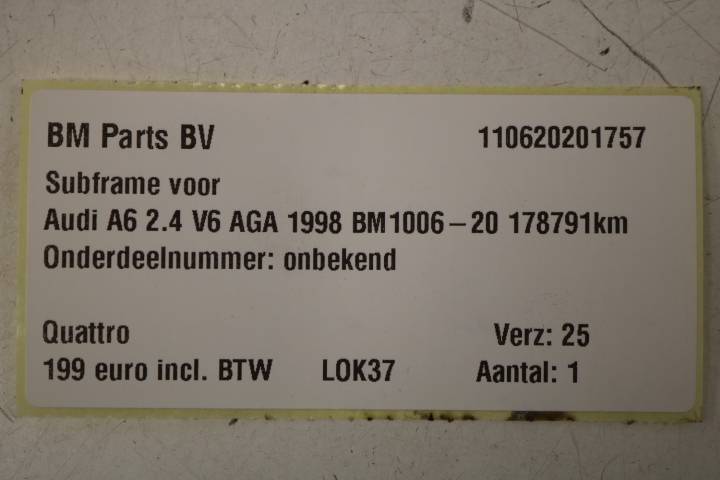 BM Parts BV 110620201757
Subframe voor
Audi A6 2.4 V6 AGA 1998 BM1006-20 178791km
Onderdeelnummer: onbekend
Quattro Verz: 25
199 euro incl. BTW LOK37 Aantal: 1